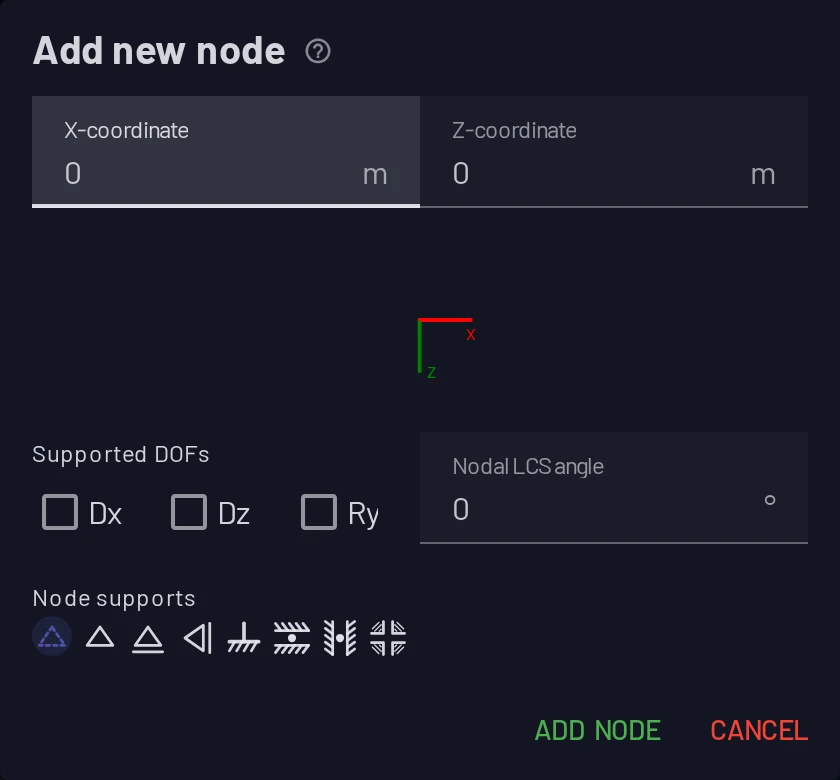 Add new node
X-coordinate Z-coordinate
0 m 0 m
x
z
Supported DOFs
Nodal LCS angle
Dx Dz Ry
0 °
Node supports
ADD NODE CANCEL